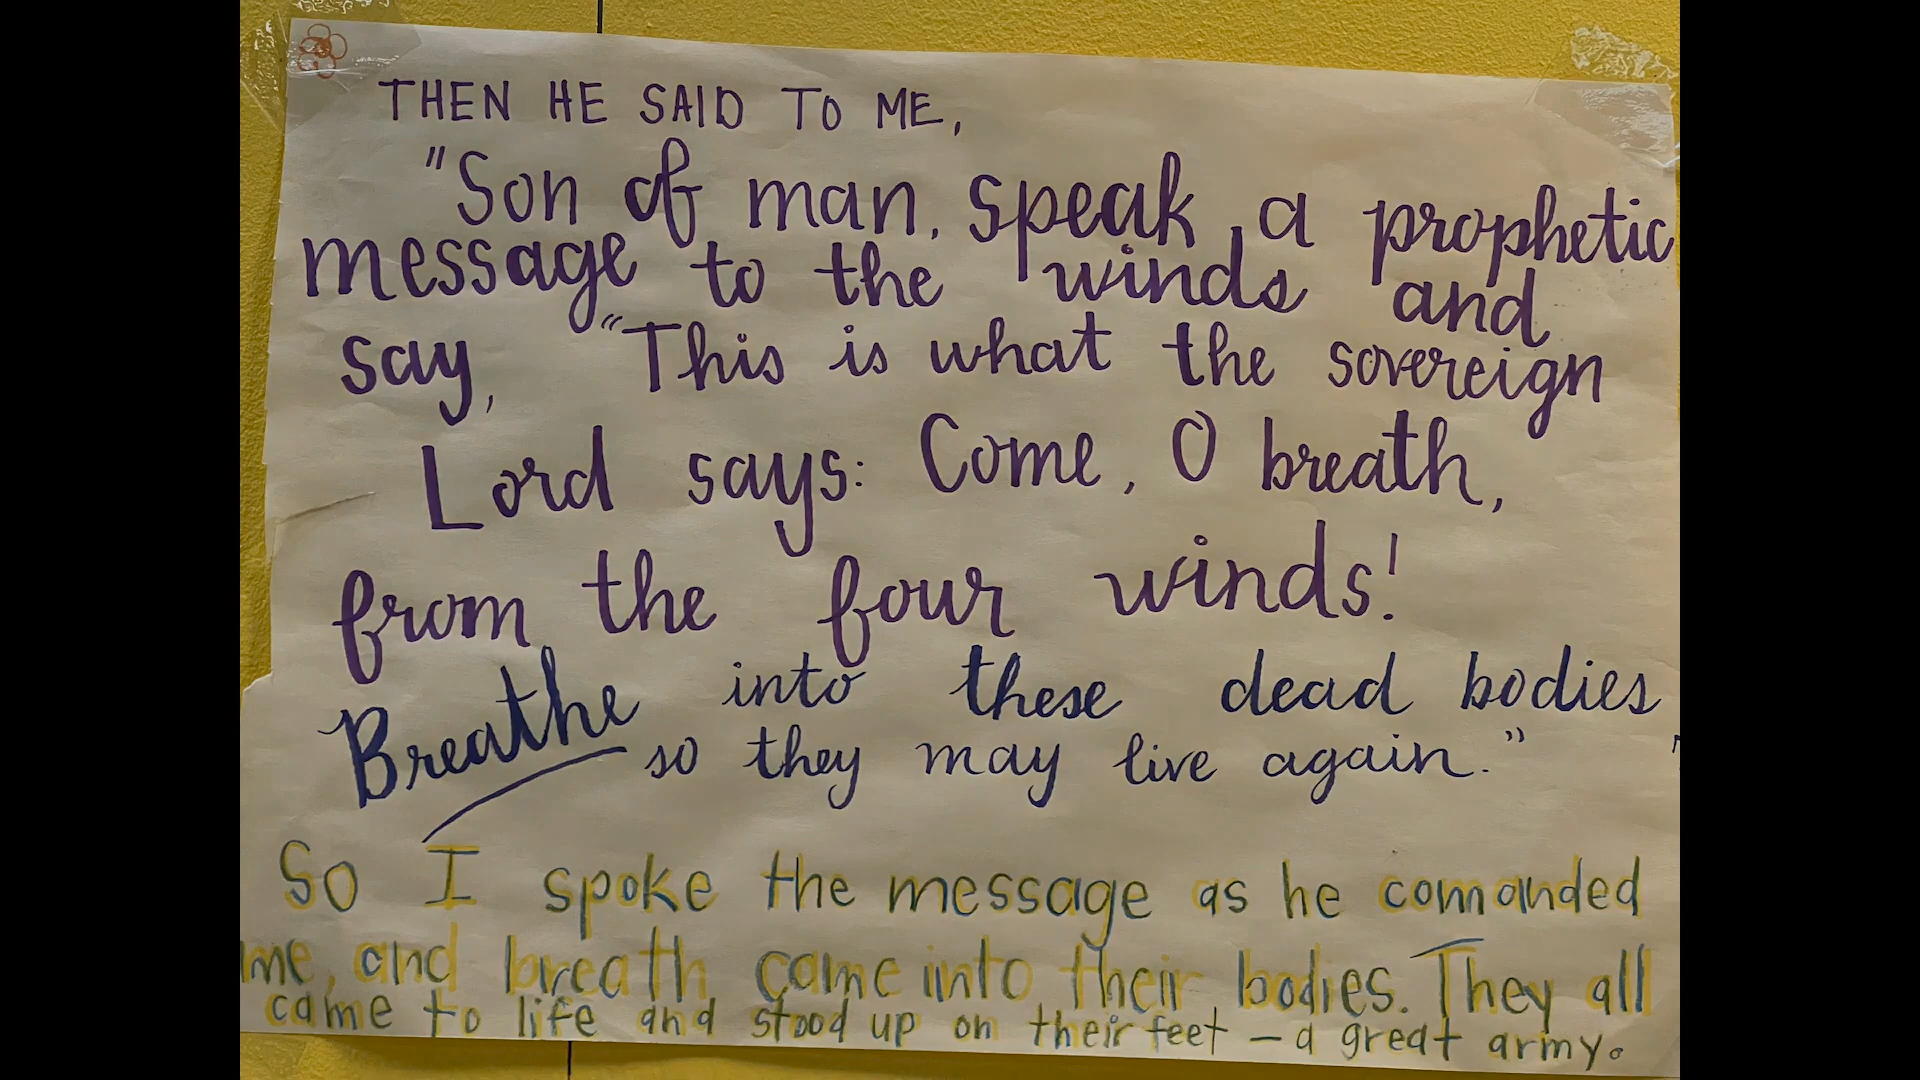 THEN HE SAID TO ME,
"Son of man, speak a prophetic
message to the winds and
say, "This is what the sovereign
Lord says: Come, O breath,
from the four winds!
Breathe into these dead bodies
so they may live again."
So I spoke the message as he comanded
me, and breath came into their bodies. They all
came to life and stood up on their feet – a great army.